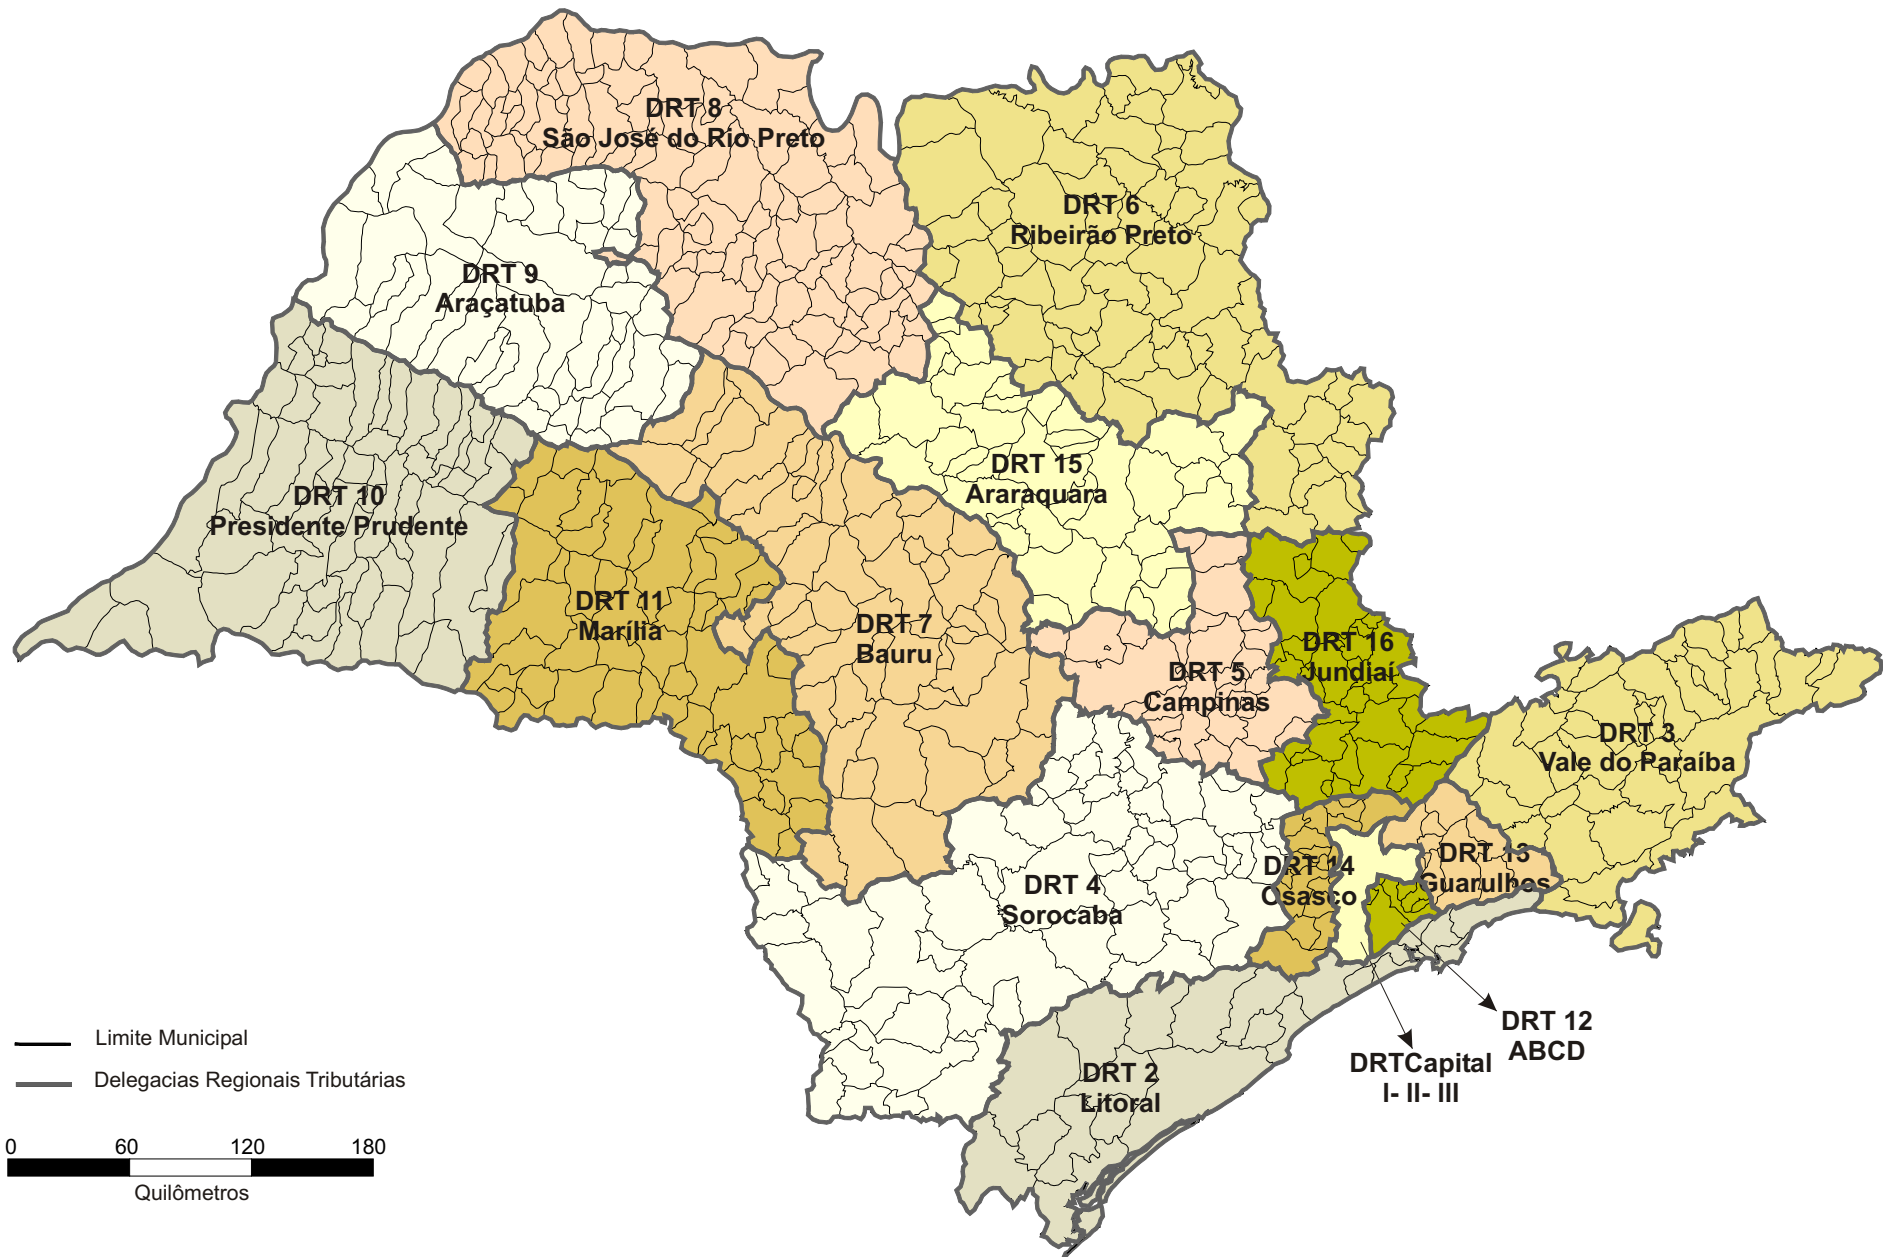 DRT 8
São José do Rio Preto
DRT 6
Ribeirão Preto
DRT 9
Araçatuba
DRT 15
Araraquara
DRT 10
Presidente Prudente
DRT 11
Marília
DRT 7
Bauru
DRT 16
Jundiaí
DRT 5
Campinas
DRT 3
Vale do Paraíba
DRT 13
Guarulhos
DRT 14
Osasco
DRT 4
Sorocaba
DRT 12
ABCD
DRTCapital
I- II- III
DRT 2
Litoral
Limite Municipal
Delegacias Regionais Tributárias
0 60 120 180
Quilômetros